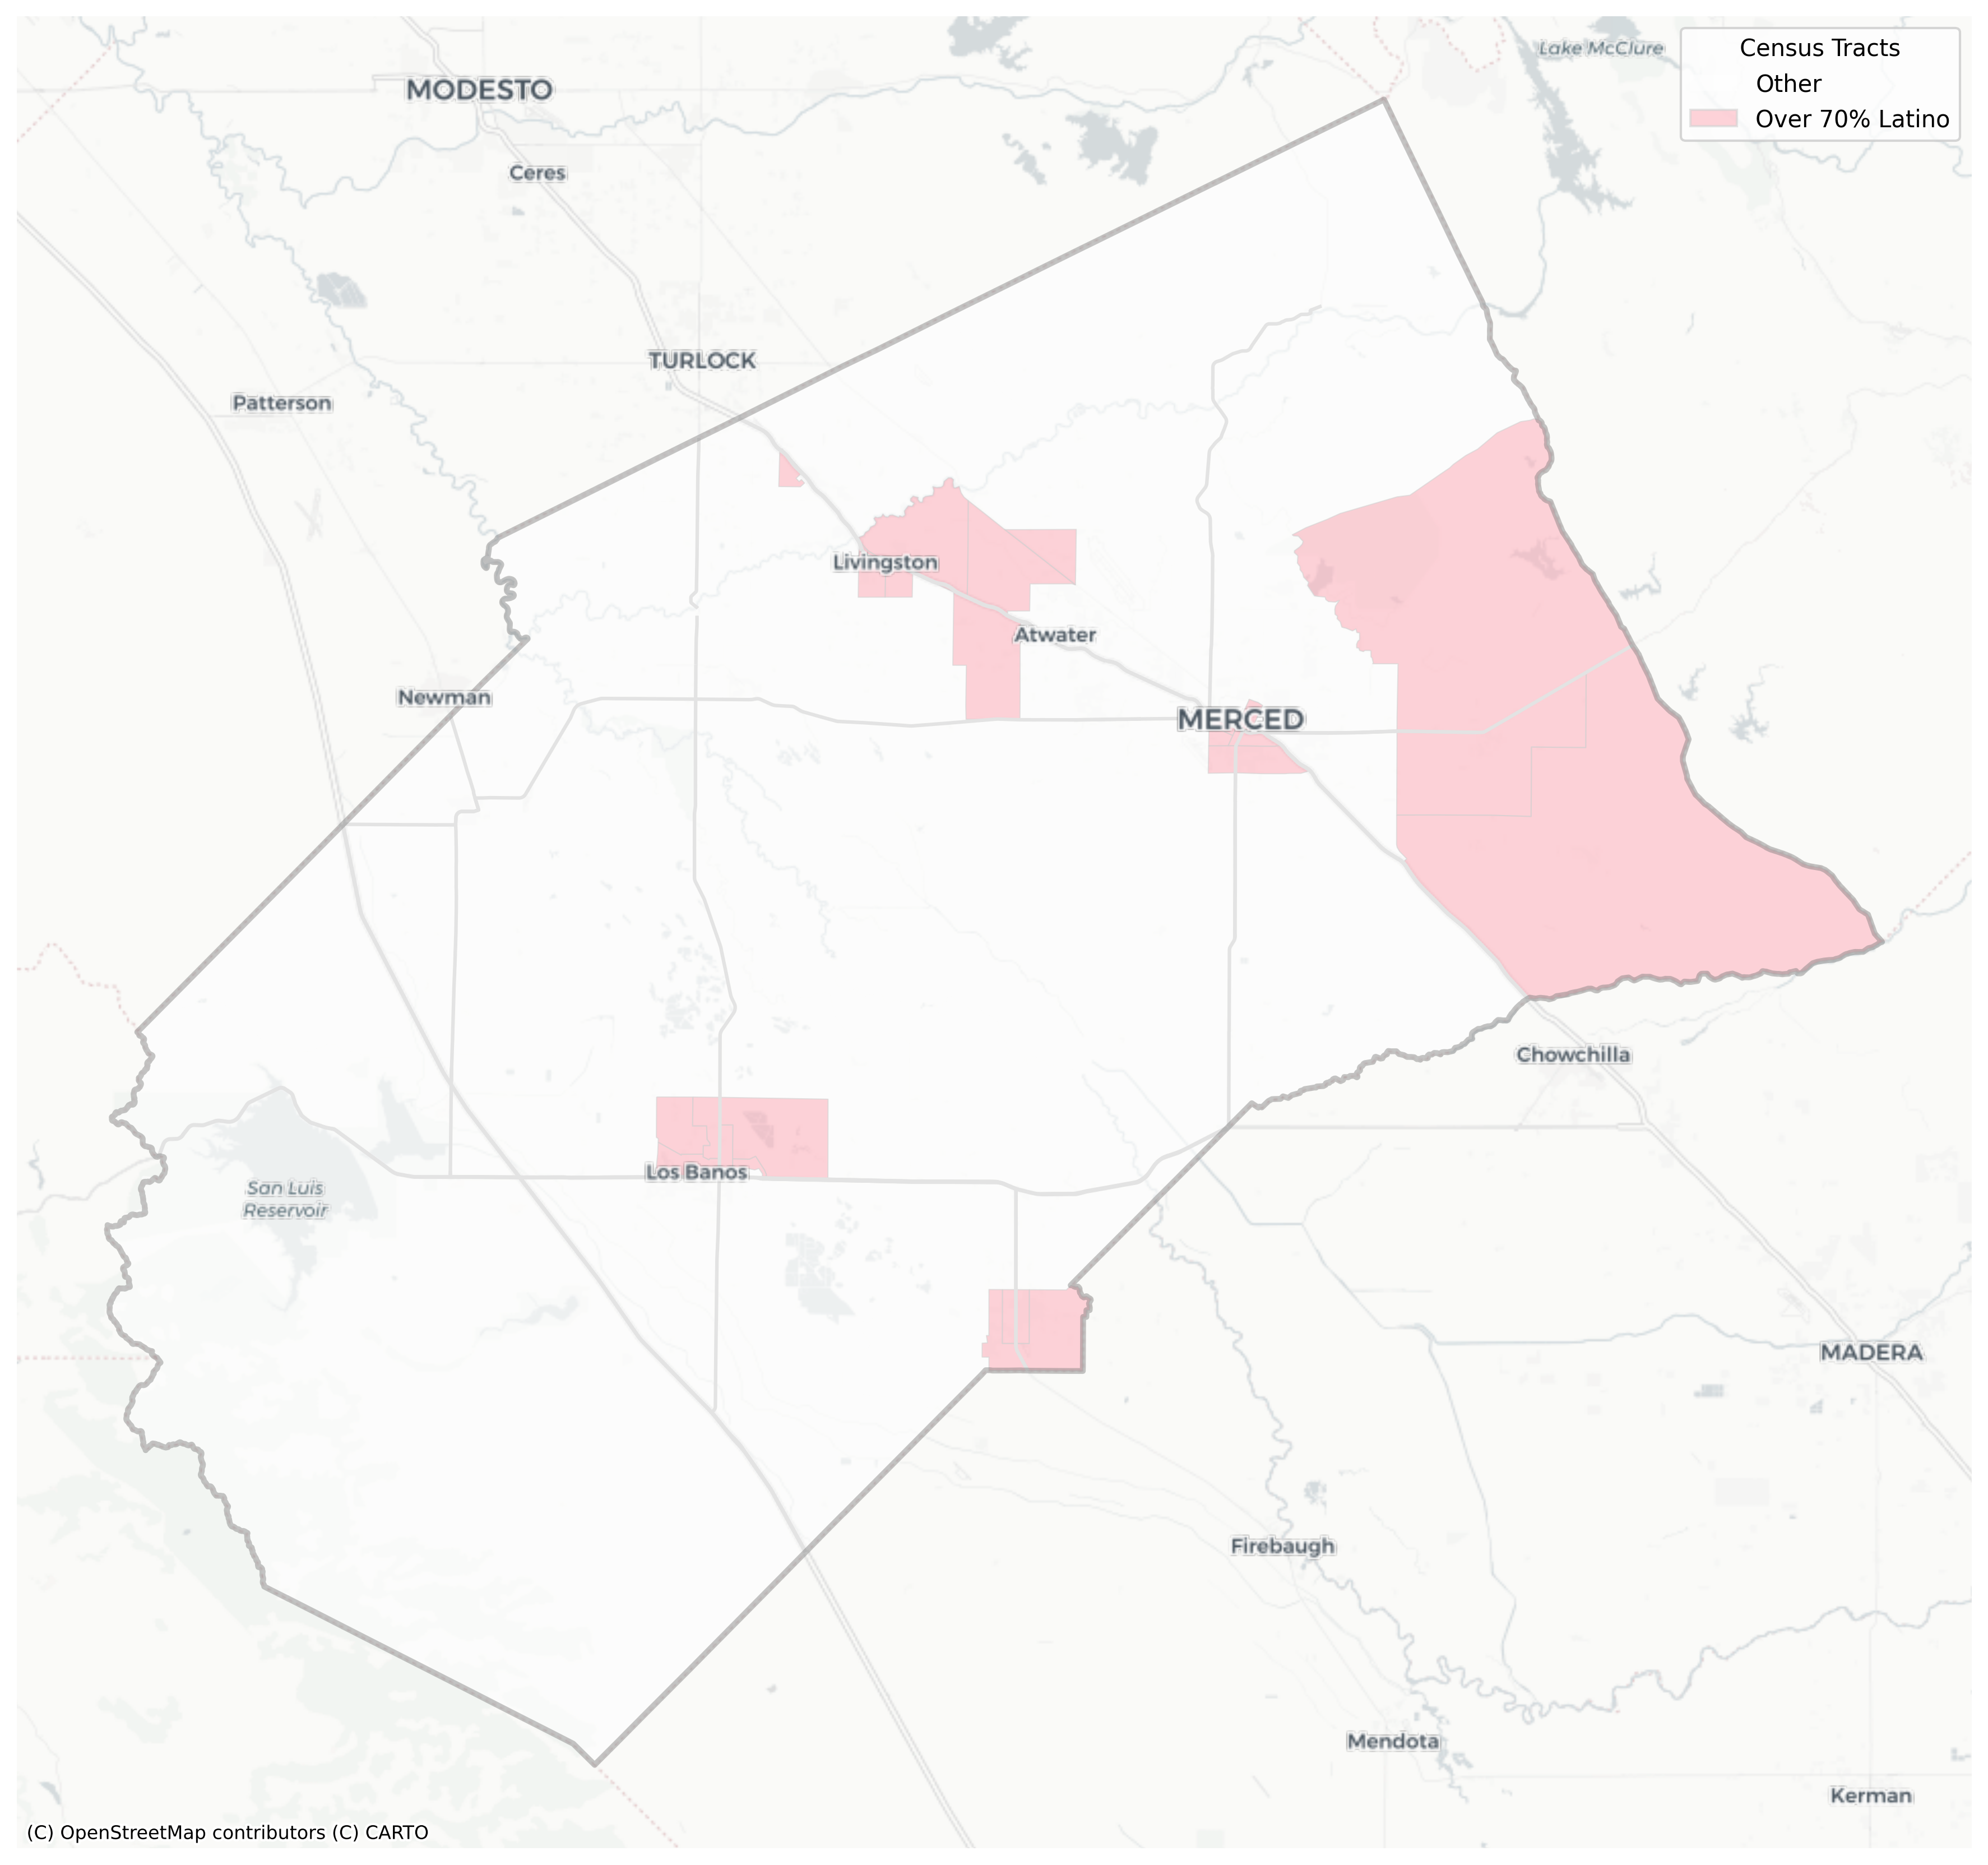 Lake McClure
Census Tracts
Other
Over 70% Latino
MODESTO
Ceres
TURLOCK
Patterson
Livingston
Atwater
Newman
MERCED
Chowchilla
Los Banos
San Luis
Reservoir
MADERA
Firebaugh
Mendota
Kerman
(C) OpenStreetMap contributors (C) CARTO